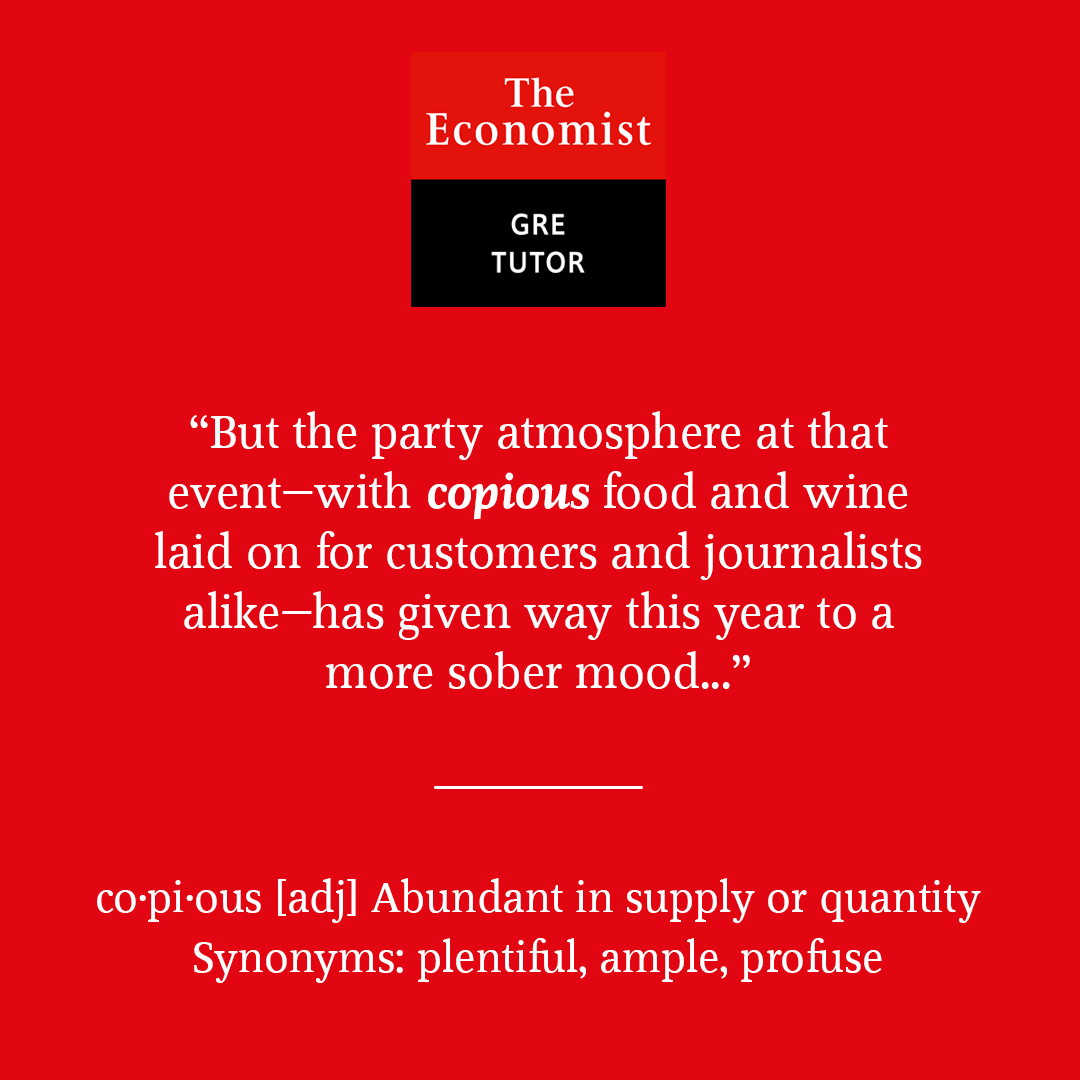 The
Economist
GRE
TUTOR
“But the party atmosphere at that
event—with copious food and wine
laid on for customers and journalists
alike—has given way this year to a
more sober mood...”
co·pi·ous [adj] Abundant in supply or quantity
Synonyms: plentiful, ample, profuse